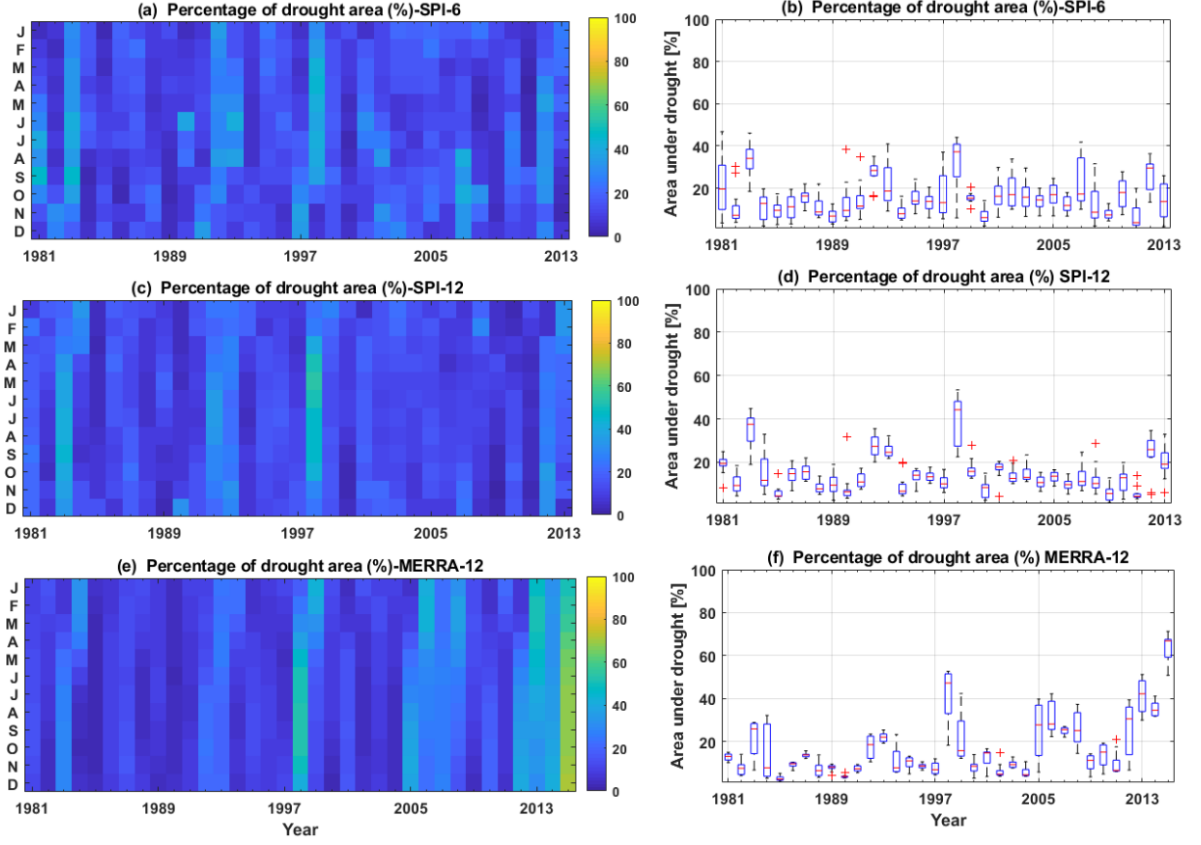 (a) Percentage of drought area (%)-SPI-6
J
F
M
A
M
J
J
A
S
O
N
D
1981 1989 1997 2005 2013
100
80
60
40
20
0
(b) Percentage of drought area (%)-SPI-6
Area under drought [%]
100
80
60
40
20
1981 1989 1997 2005 2013
(c) Percentage of drought area (%)-SPI-12
J
F
M
A
M
J
J
A
S
O
N
D
1981 1989 1997 2005 2013
100
80
60
40
20
0
(d) Percentage of drought area (%) SPI-12
Area under drought [%]
100
80
60
40
20
1981 1989 1997 2005 2013
(e) Percentage of drought area (%)-MERRA-12
J
F
M
A
M
J
J
A
S
O
N
D
1981 1989 1997 2005 2013
Year
100
80
60
40
20
0
(f) Percentage of drought area (%) MERRA-12
Area under drought [%]
100
80
60
40
20
1981 1989 1997 2005 2013
Year